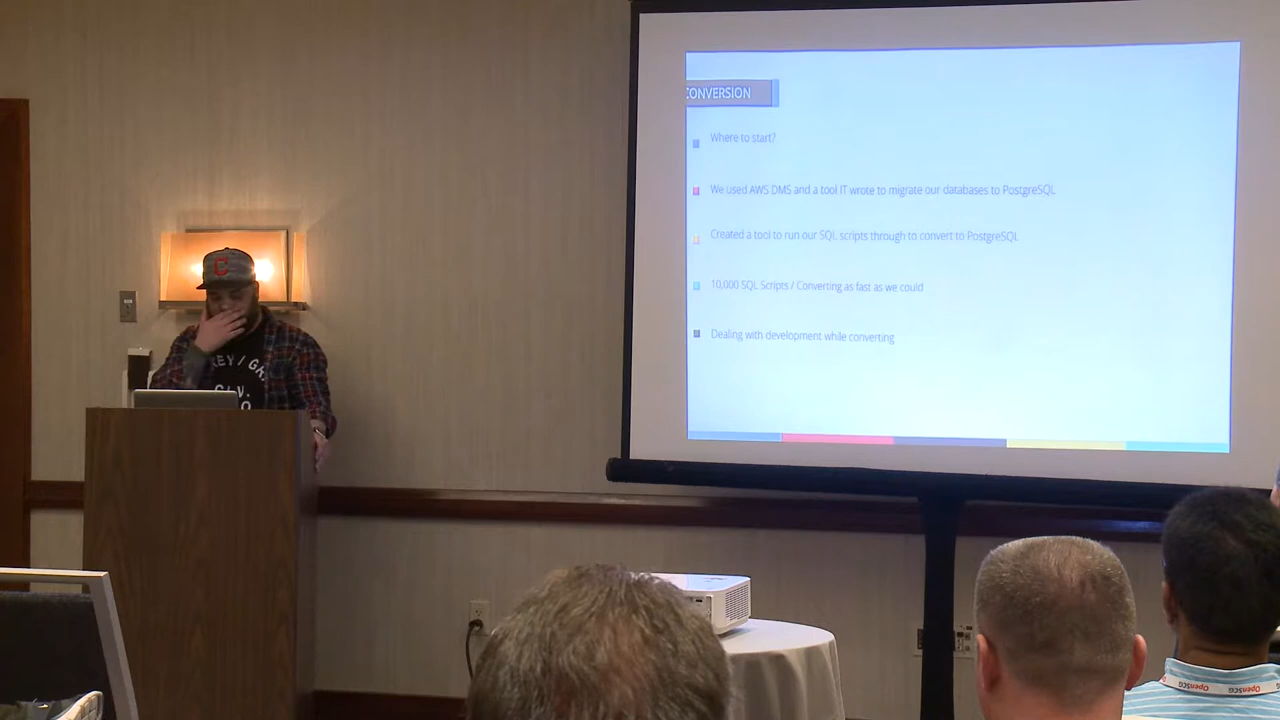 CONVERSION
Where to start?
We used AWS DMS and a tool IT wrote to migrate our databases to PostgreSQL
Created a tool to run our SQL scripts through to convert to PostgreSQL
10,000 SQL Scripts / Converting as fast as we could
Dealing with development while converting
C
OpenSCG
OpenSCG